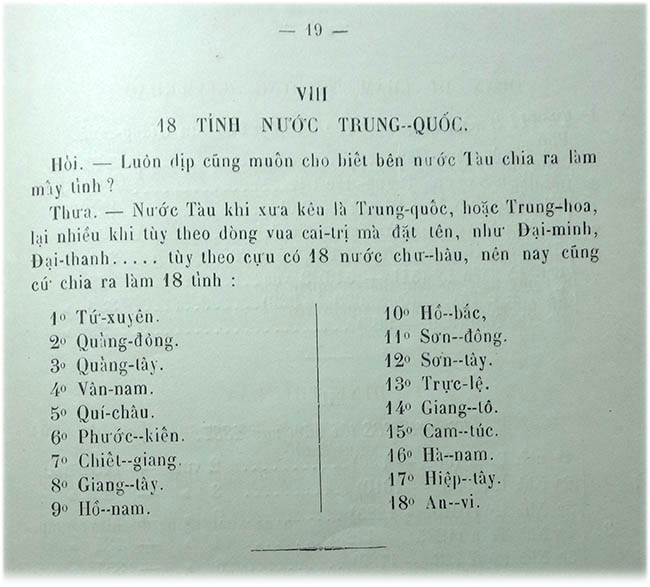 — 19 —
VIII
18 TỈNH NƯỚC TRUNG--QUỐC.
Hỏi. — Luôn dịp cũng muôn cho biêt bên nước Tàu chia ra làm
mây tỉnh ?
Thưa. — Nước Tàu khi xưa kêu là Trung-quôc, hoặc Trung-hoa,
lại nhiều khi tùy theo dòng vua cai-trị mà đặt tên, như Đại-minh,
Đại-thanh..... tùy theo cựu có 18 nước chư--hâu, nên nay cũng
cứ chia ra làm 18 tỉnh :
1º Tứ-xuyên.
2º Quảng-đông.
3º Quảng-tây.
4º Vân-nam.
5º Quí-châu.
6º Phước--kiên.
7º Chiêt--giang.
8º Giang--tây.
9º Hồ--nam.
10º Hồ--bắc,
11º Sơn--đông.
12º Sơn--tây.
13º Trực-lệ.
14º Giang--tô.
15º Cam--túc.
16º Hà--nam.
17º Hiệp--tây.
18º An--vi.